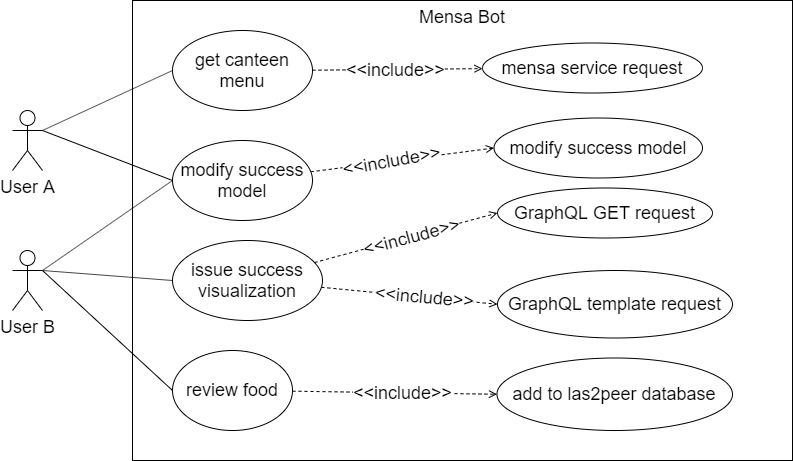 Mensa Bot
get canteen
menu
<<include>>
mensa service request
User A
modify success
model
<<include>>
modify success model
issue success
visualization
<<include>>
GraphQL GET request
<<include>>
GraphQL template request
User B
review food
<<include>>
add to las2peer database